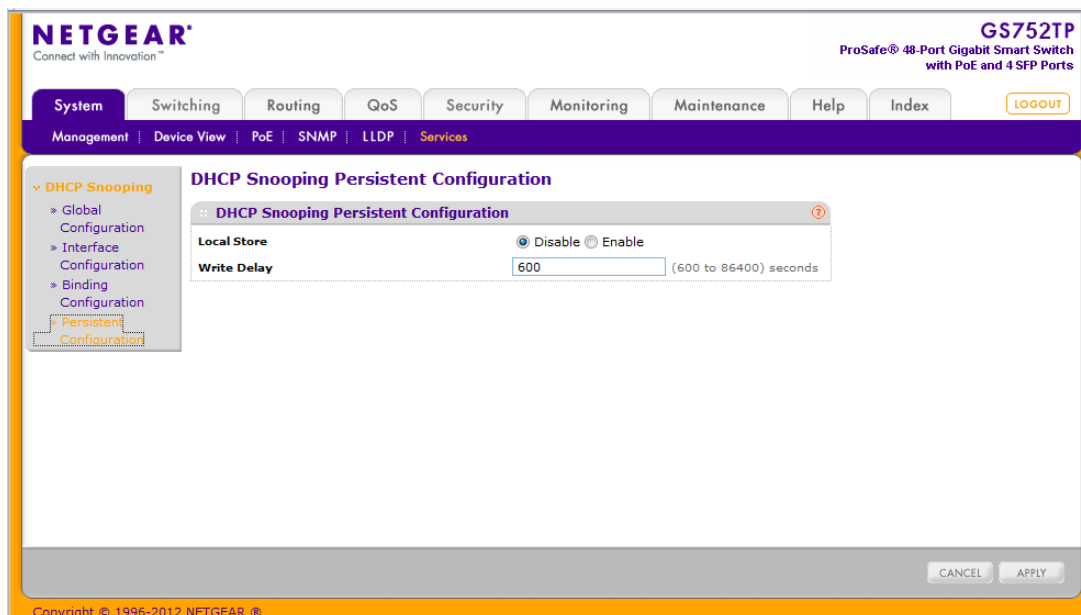 NETGEAR®
Connect with Innovation™
GS752TP
ProSafe® 48-Port Gigabit Smart Switch
with PoE and 4 SFP Ports
System Switching Routing QoS Security Monitoring Maintenance Help Index LOGOUT
Management Device View PoE SNMP LLDP Services
DHCP Snooping
» Global
Configuration
» Interface
Configuration
» Binding
Configuration
» Persistent
Configuration
DHCP Snooping Persistent Configuration
DHCP Snooping Persistent Configuration ?
Local Store Disable Enable
Write Delay 600 (600 to 86400) seconds
CANCEL APPLY
Copyright © 1996-2012 NETGEAR ®